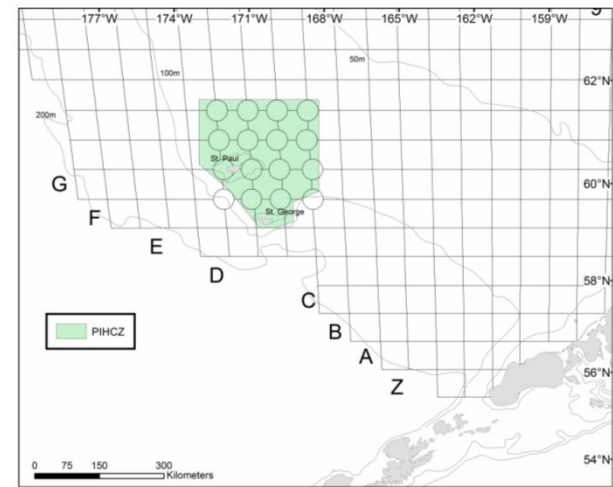 177°W 174°W 171°W 168°W 165°W 162°W 159°W
50m
62°N
100m
200m
St. Paul
60°N
G
St. George
F
E
58°N
D
C
PIHCZ
B
A
56°N
Z
54°N
0 75 150 300
Kilometers